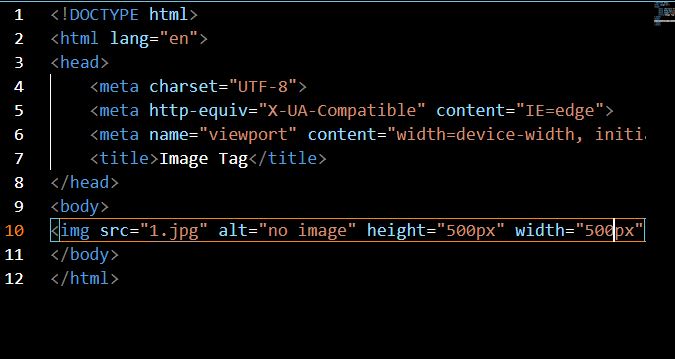 1 <!DOCTYPE html>
2 <html lang="en">
3 <head>
4     <meta charset="UTF-8">
5     <meta http-equiv="X-UA-Compatible" content="IE=edge">
6     <meta name="viewport" content="width=device-width, initia
7     <title>Image Tag</title>
8 </head>
9 <body>
10 <img src="1.jpg" alt="no image" height="500px" width="500px"
11 </body>
12 </html>